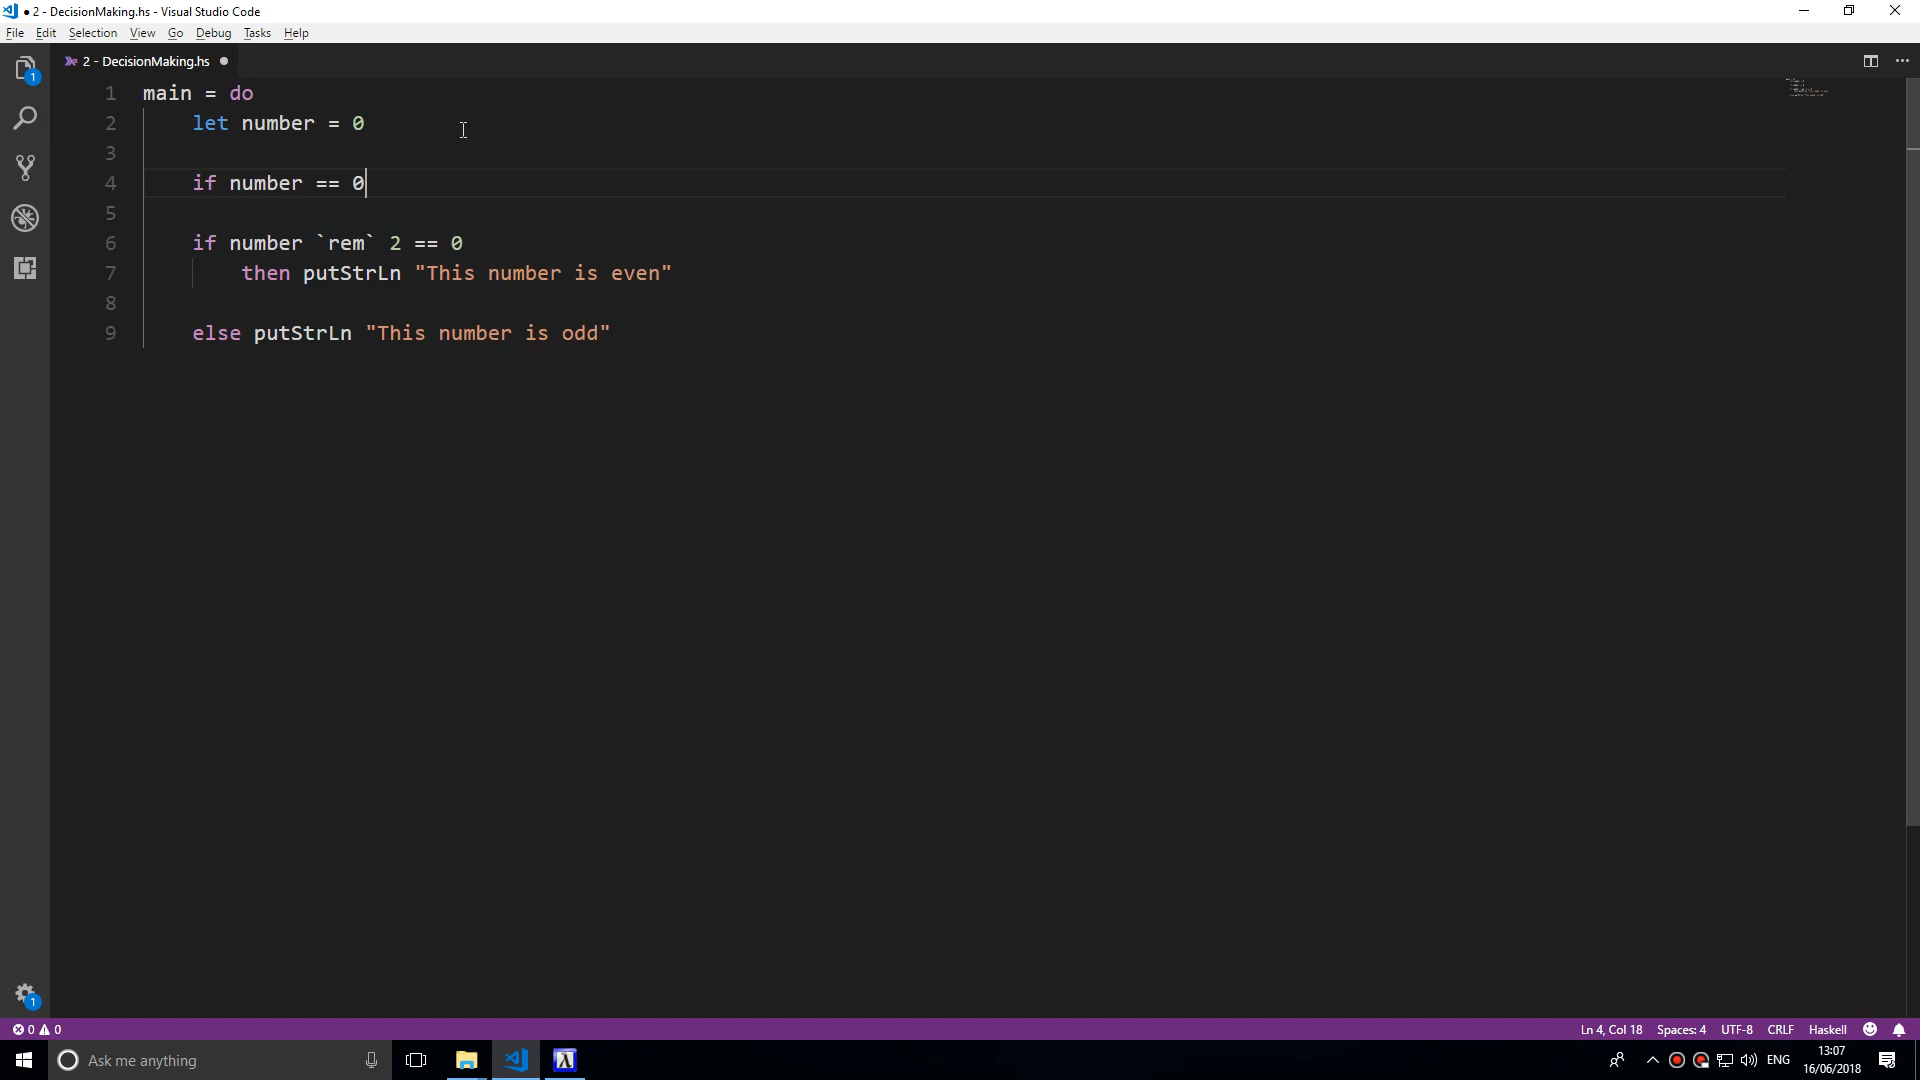 ● 2 - DecisionMaking.hs - Visual Studio Code
File Edit Selection View Go Debug Tasks Help
2 - DecisionMaking.hs ●
1 main = do
2     let number = 0
3
4     if number == 0
5
6     if number `rem` 2 == 0
7         then putStrLn "This number is even"
8
9     else putStrLn "This number is odd"
1
1
0 0
Ln 4, Col 18 Spaces: 4 UTF-8 CRLF Haskell
Ask me anything
ENG
13:07
16/06/2018